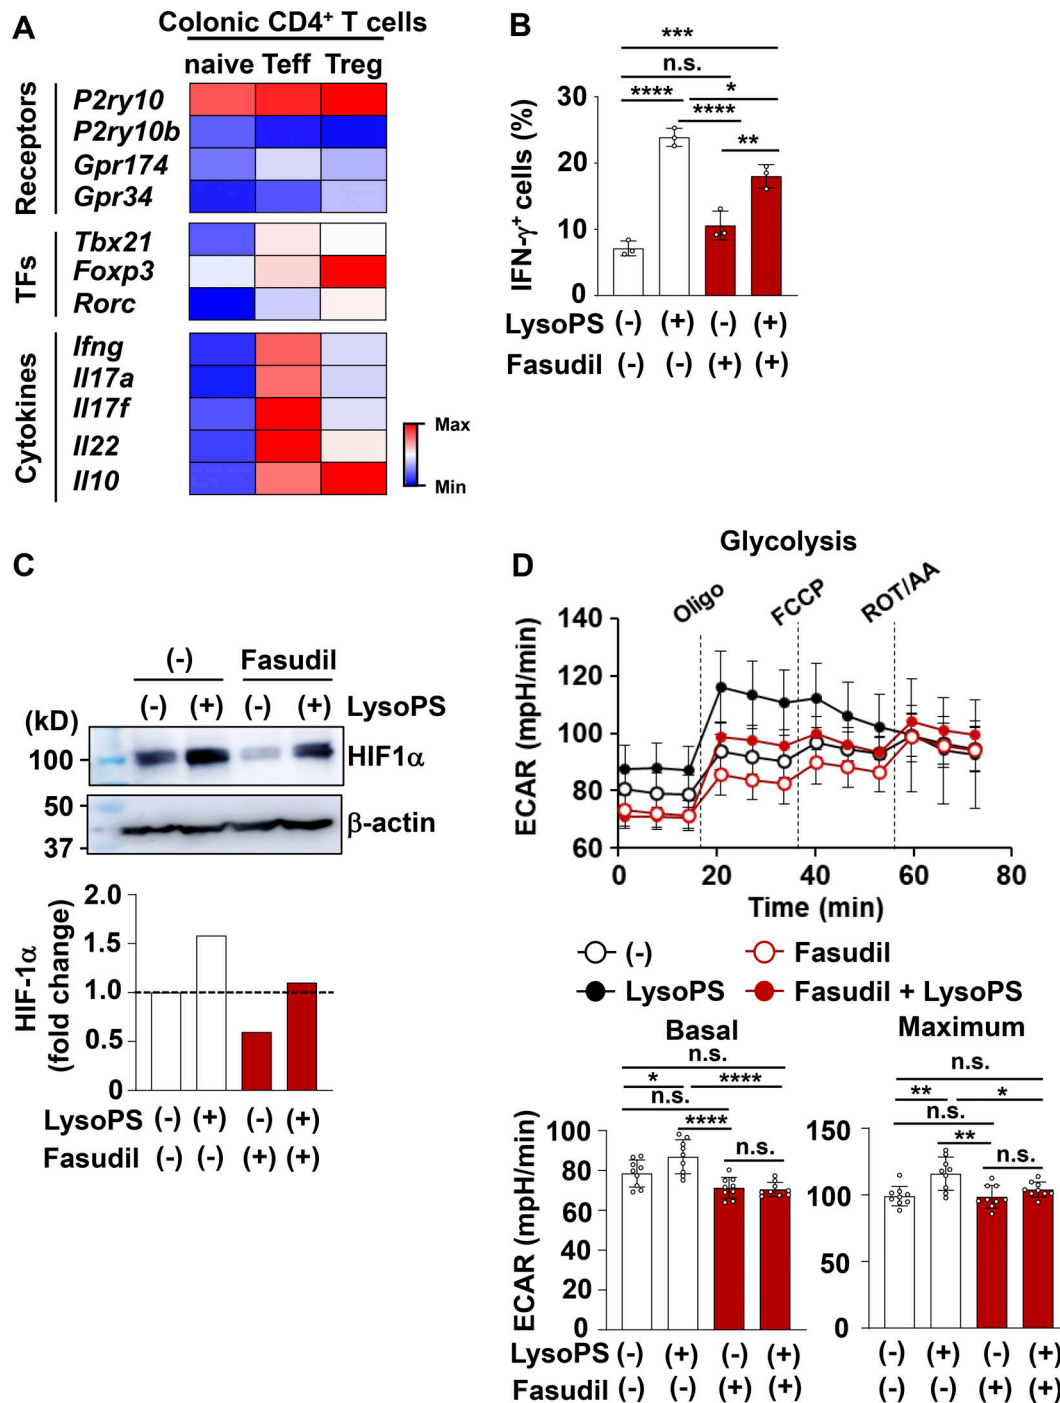 A
Colonic CD4+ T cells
naive Teff Treg
Receptors
P2ry10
P2ry10b
Gpr174
Gpr34
TFs
Tbx21
Foxp3
Rorc
Cytokines
Ifng
Il17a
Il17f
Il22
Il10
Max
Min
B
***
n.s.
**** *
****
**
IFN-γ+ cells (%)
30
20
10
0
LysoPS (-) (+) (-) (+)
Fasudil (-) (-) (+) (+)
C
(-) Fasudil
(-) (+) (-) (+) LysoPS
(kD)
100 HIF1α
50
37 β-actin
HIF-1α
(fold change)
2.0
1.5
1.0
0.5
0
LysoPS (-) (+) (-) (+)
Fasudil (-) (-) (+) (+)
D
Glycolysis
Oligo FCCP ROT/AA
ECAR (mpH/min)
140
120
100
80
60
0 20 40 60 80
Time (min)
(-) Fasudil
LysoPS Fasudil + LysoPS
Basal
n.s.
* ****
n.s.
****
n.s.
ECAR (mpH/min)
100
80
60
40
20
0
LysoPS (-) (+) (-) (+)
Fasudil (-) (-) (+) (+)
Maximum
n.s.
** *
n.s.
**
n.s.
150
100
50
0
(-) (+) (-) (+)
(-) (-) (+) (+)